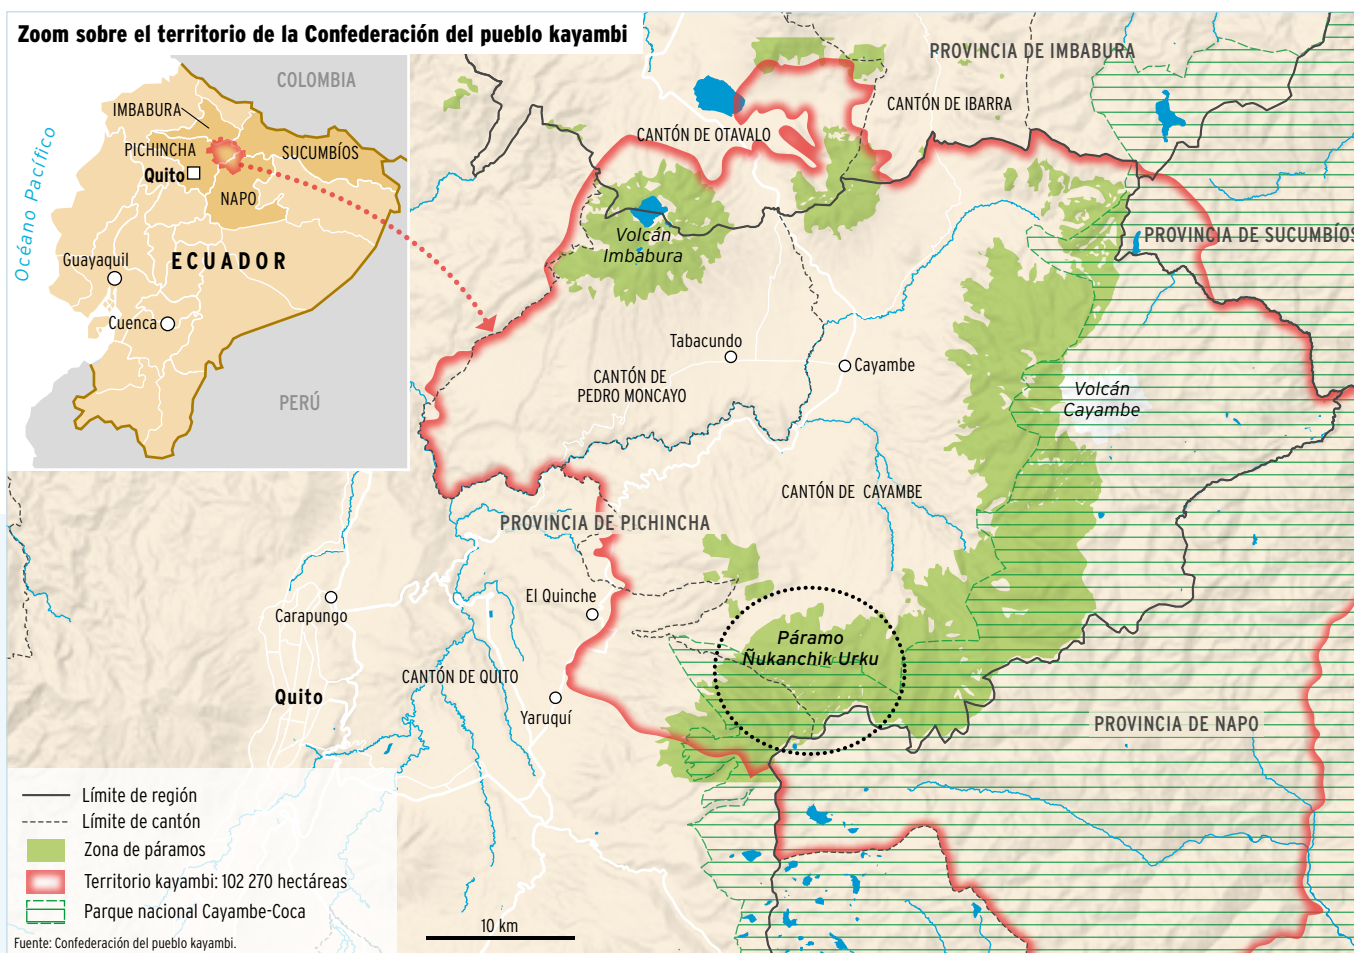 Zoom sobre el territorio de la Confederación del pueblo kayambi
COLOMBIA
IMBABURA
PICHINCHA
SUCUMBÍOS
Quito
NAPO
Océano Pacífico
Guayaquil
ECUADOR
Cuenca
PERÚ
PROVINCIA DE IMBABURA
CANTÓN DE IBARRA
CANTÓN DE OTAVALO
PROVINCIA DE SUCUMBÍOS
Volcán
Imbabura
Tabacundo
Cayambe
CANTÓN DE
PEDRO MONCAYO
Volcán
Cayambe
CANTÓN DE CAYAMBE
PROVINCIA DE PICHINCHA
El Quinche
Carapungo
Páramo
Ñukanchik Urku
CANTÓN DE QUITO
Quito
Yaruquí
PROVINCIA DE NAPO
Límite de región
Límite de cantón
Zona de páramos
Territorio kayambi: 102 270 hectáreas
Parque nacional Cayambe-Coca
10 km
Fuente: Confederación del pueblo kayambi.